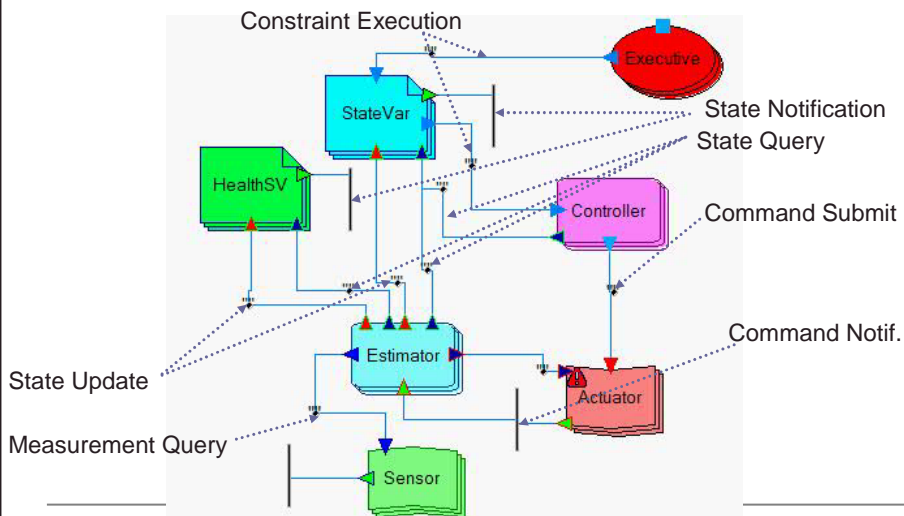 Constraint Execution
Executive
StateVar
State Notification
State Query
HealthSV
Controller
Command Submit
Command Notif.
Estimator
State Update
Actuator
Measurement Query
Sensor